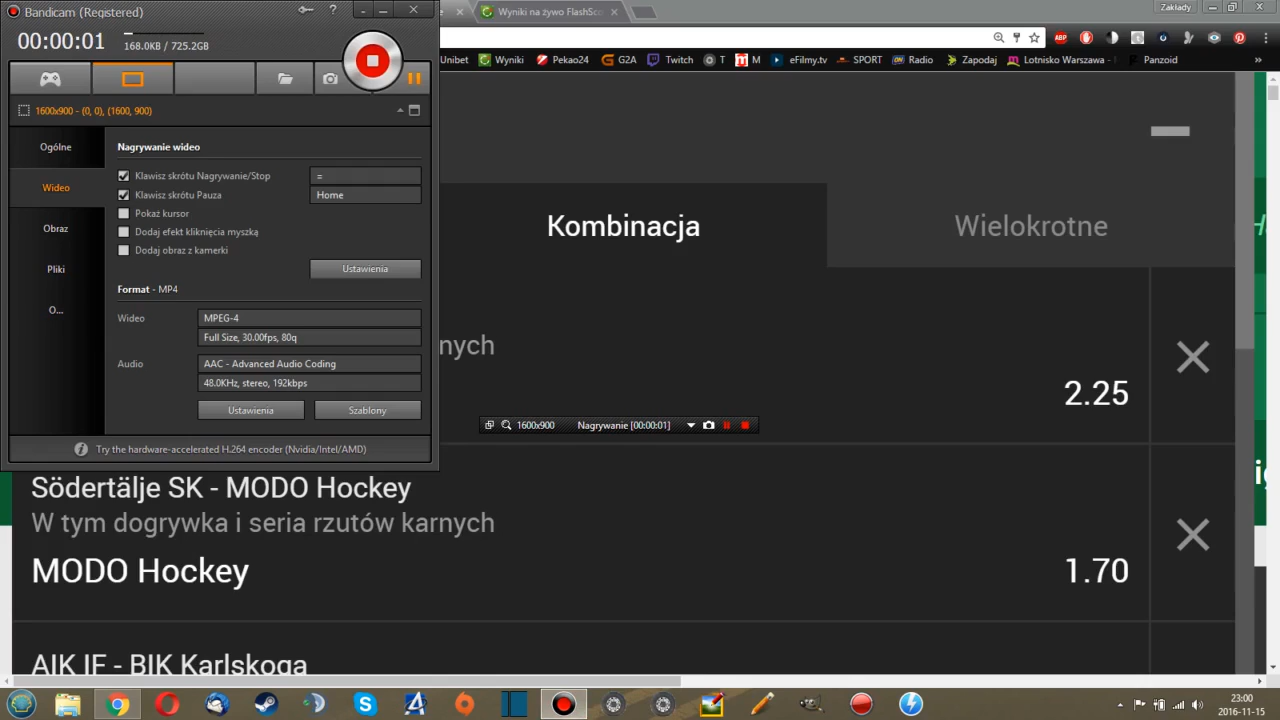 Bandicam (Registered)
?
Wyniki na żywo FlashSc
Zakłady
00:00:01
168.0KB / 725.2GB
ABP
Unibet
Wyniki
Pekao24
G2A
Twitch
T
M
eFilmy.tv
SPORT
Radio
Zapodaj
Lotnisko Warszawa -
Panzoid
»
1600x900 - (0, 0), (1600, 900)
Ogólne
Nagrywanie wideo
Klawisz skrótu Nagrywanie/Stop
=
Wideo
Klawisz skrótu Pauza
Home
Pokaż kursor
Obraz
Dodaj efekt kliknięcia myszką
Dodaj obraz z kamerki
Pliki
Ustawienia
Format - MP4
O...
Wideo
MPEG-4
Full Size, 30.00fps, 80q
Audio
AAC - Advanced Audio Coding
48.0KHz, stereo, 192kbps
Ustawienia
Szablony
Try the hardware-accelerated H.264 encoder (Nvidia/Intel/AMD)
Kombinacja
Wielokrotne
nych
2.25
1600x900
Nagrywanie [00:00:01]
Södertälje SK - MODO Hockey
W tym dogrywka i seria rzutów karnych
MODO Hockey
1.70
AIK IF - BIK Karlskoga
23:00
2016-11-15